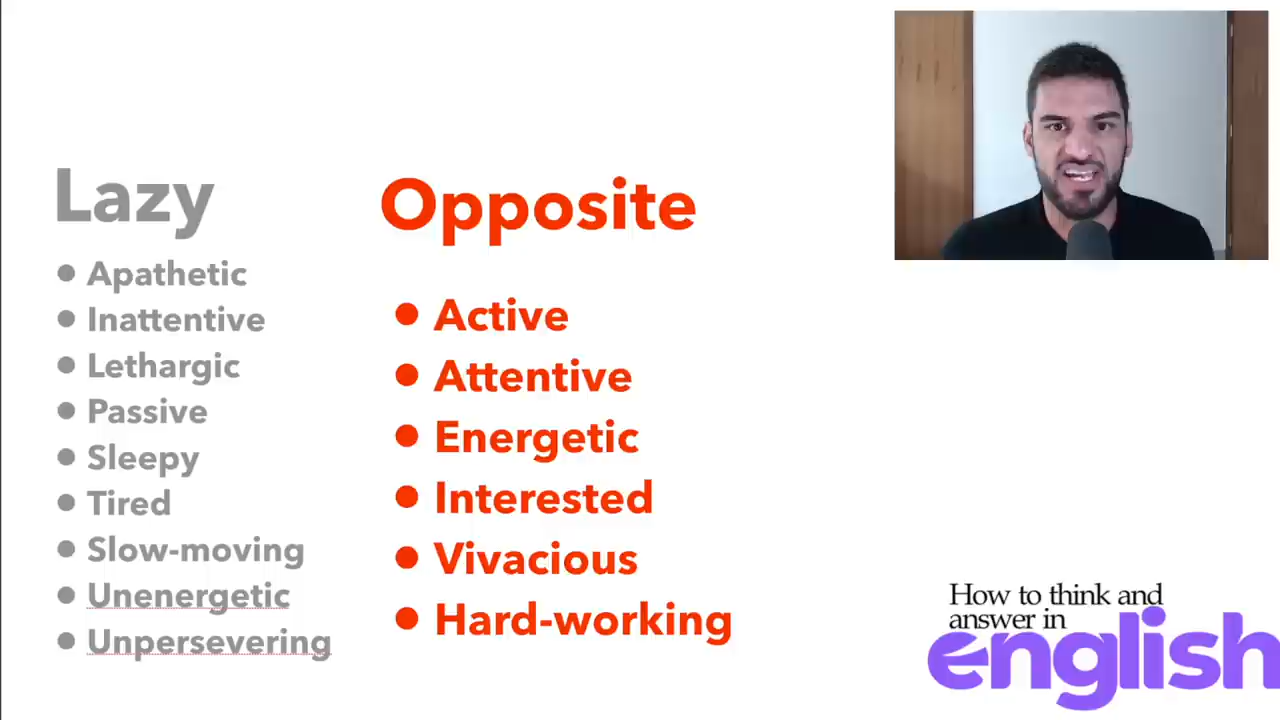 Lazy
• Apathetic
• Inattentive
• Lethargic
• Passive
• Sleepy
• Tired
• Slow-moving
• Unenergetic
• Unpersevering
Opposite
• Active
• Attentive
• Energetic
• Interested
• Vivacious
• Hard-working
How to think and
answer in
english